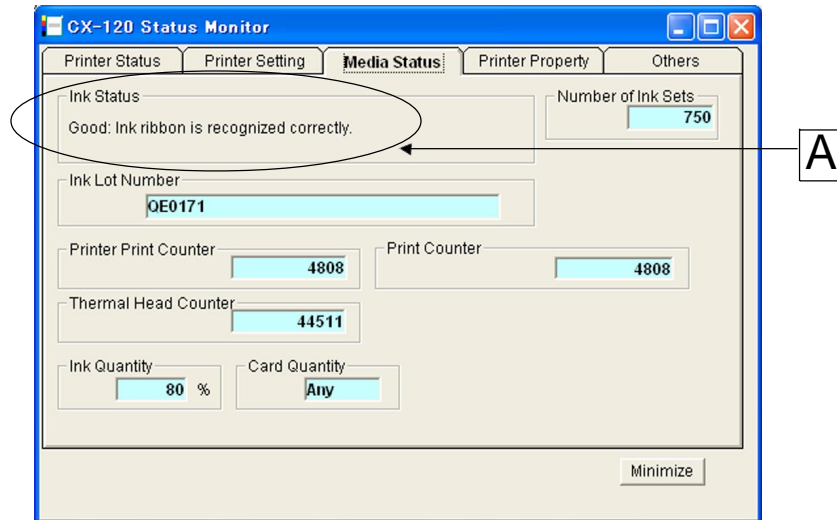 CX-120 Status Monitor
Printer Status Printer Setting Media Status Printer Property Others
Ink Status Number of Ink Sets
750
Good: Ink ribbon is recognized correctly.
A
Ink Lot Number
QE0171
Printer Print Counter Print Counter
4808 4808
Thermal Head Counter
44511
Ink Quantity Card Quantity
80 % Any
Minimize